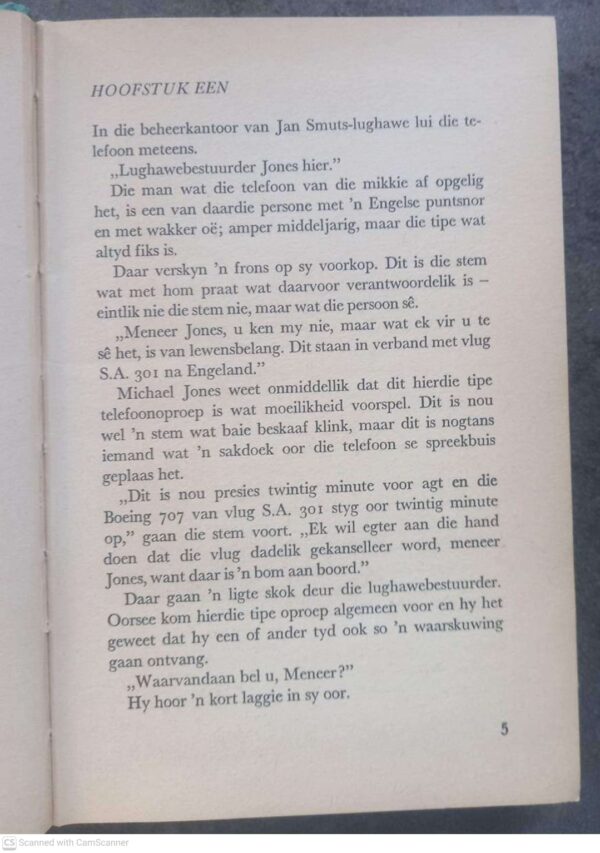 HOOFSTUK EEN
In die beheerkantoor van Jan Smuts-lughawe lui die te-
lefoon meteens.
„Lughawebestuurder Jones hier.”
Die man wat die telefoon van die mikkie af opgelig
het, is een van daardie persone met 'n Engelse puntsnor
en met wakker oë; amper middeljarig, maar die tipe wat
altyd fiks is.
Daar verskyn 'n frons op sy voorkop. Dit is die stem
wat met hom praat wat daarvoor verantwoordelik is –
eintlik nie die stem nie, maar wat die persoon sê.
„Meneer Jones, u ken my nie, maar wat ek vir u te
sê het, is van lewensbelang. Dit staan in verband met vlug
S.A. 301 na Engeland.”
Michael Jones weet onmiddellik dat dit hierdie tipe
telefoonoproep is wat moeilikheid voorspel. Dit is nou
wel 'n stem wat baie beskaaf klink, maar dit is nogtans
iemand wat 'n sakdoek oor die telefoon se spreekbuis
geplaas het.
„Dit is nou presies twintig minute voor agt en die
Boeing 707 van vlug S.A. 301 styg oor twintig minute
op,” gaan die stem voort. „Ek wil egter aan die hand
doen dat die vlug dadelik gekanselleer word, meneer
Jones, want daar is 'n bom aan boord.”
Daar gaan 'n ligte skok deur die lughawebestuurder.
Oorsee kom hierdie tipe oproep algemeen voor en hy het
geweet dat hy een of ander tyd ook so 'n waarskuwing
gaan ontvang.
„Waarvandaan bel u, Meneer?”
Hy hoor 'n kort laggie in sy oor.
5
CS Scanned with CamScanner